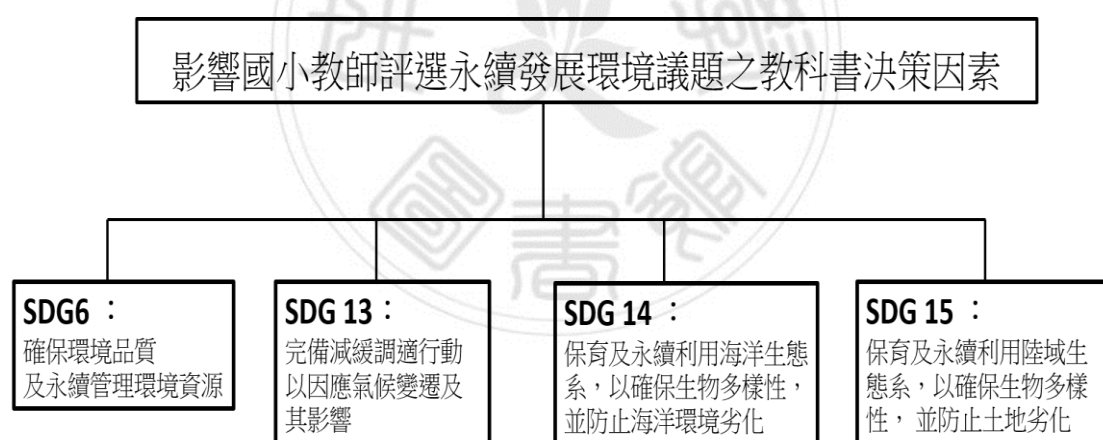 影響國小教師評選永續發展環境議題之教科書決策因素
SDG6 ：
確保環境品質
及永續管理環境資源
SDG 13：
完備減緩調適行動
以因應氣候變遷及
其影響
SDG 14 ：
保育及永續利用海洋生態
系，以確保生物多樣性，
並防止海洋環境劣化
SDG 15 ：
保育及永續利用陸域生
態系，以確保生物多樣
性， 並防止土地劣化